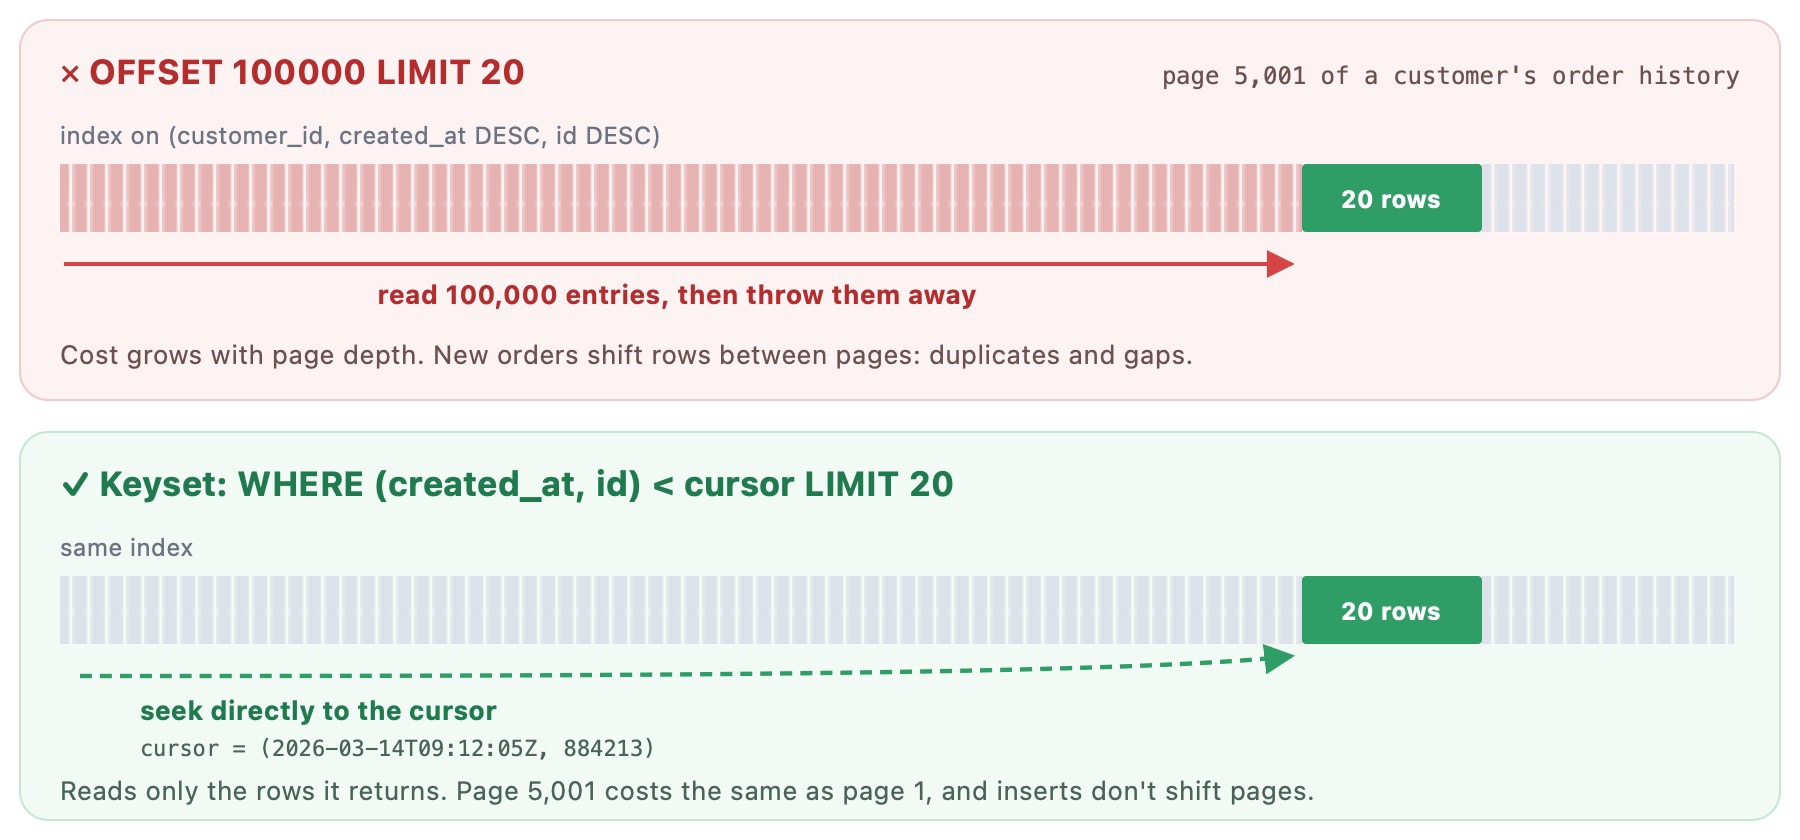 × OFFSET 100000 LIMIT 20
page 5,001 of a customer's order history
index on (customer_id, created_at DESC, id DESC)
20 rows
read 100,000 entries, then throw them away
Cost grows with page depth. New orders shift rows between pages: duplicates and gaps.
✓ Keyset: WHERE (created_at, id) < cursor LIMIT 20
same index
20 rows
seek directly to the cursor
cursor = (2026-03-14T09:12:05Z, 884213)
Reads only the rows it returns. Page 5,001 costs the same as page 1, and inserts don't shift pages.